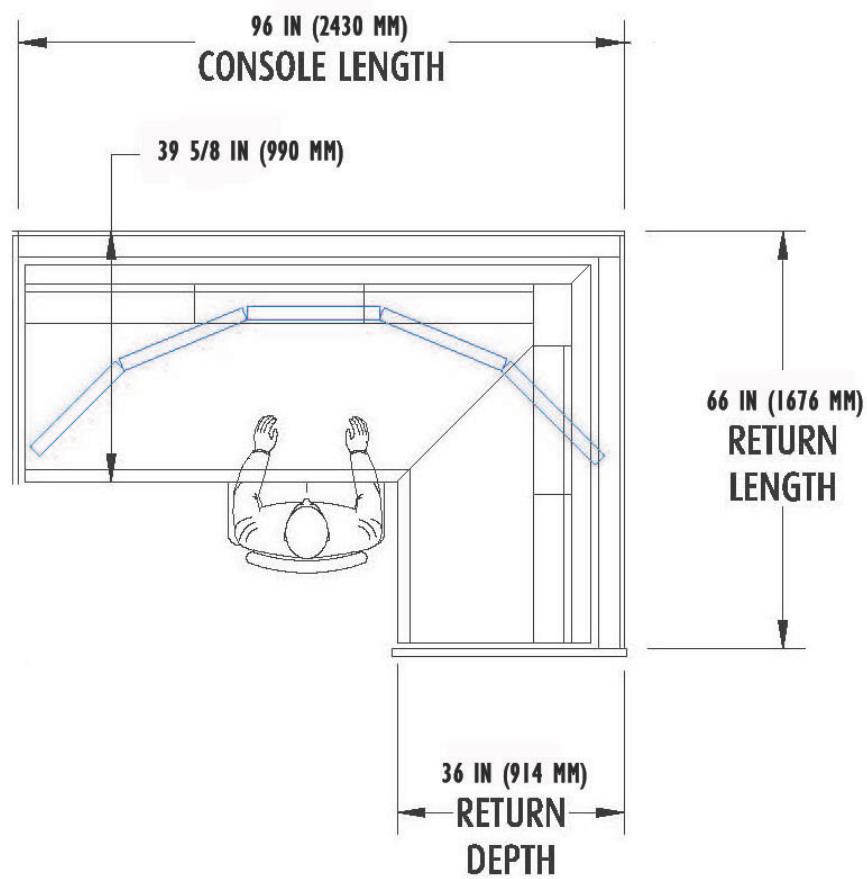 96 IN (2430 MM)
CONSOLE LENGTH
39 5/8 IN (990 MM)
66 IN (1676 MM)
RETURN
LENGTH
36 IN (914 MM)
RETURN
DEPTH